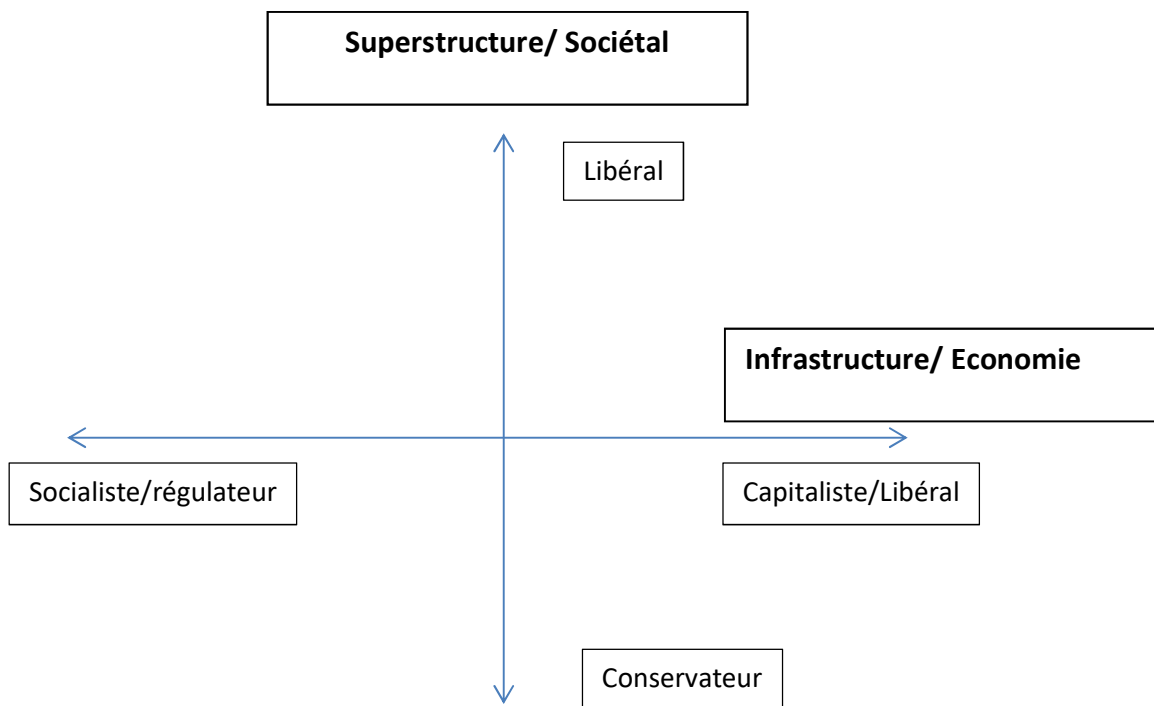 Superstructure/ Sociétal
Libéral
Infrastructure/ Economie
Socialiste/régulateur
Capitaliste/Libéral
Conservateur